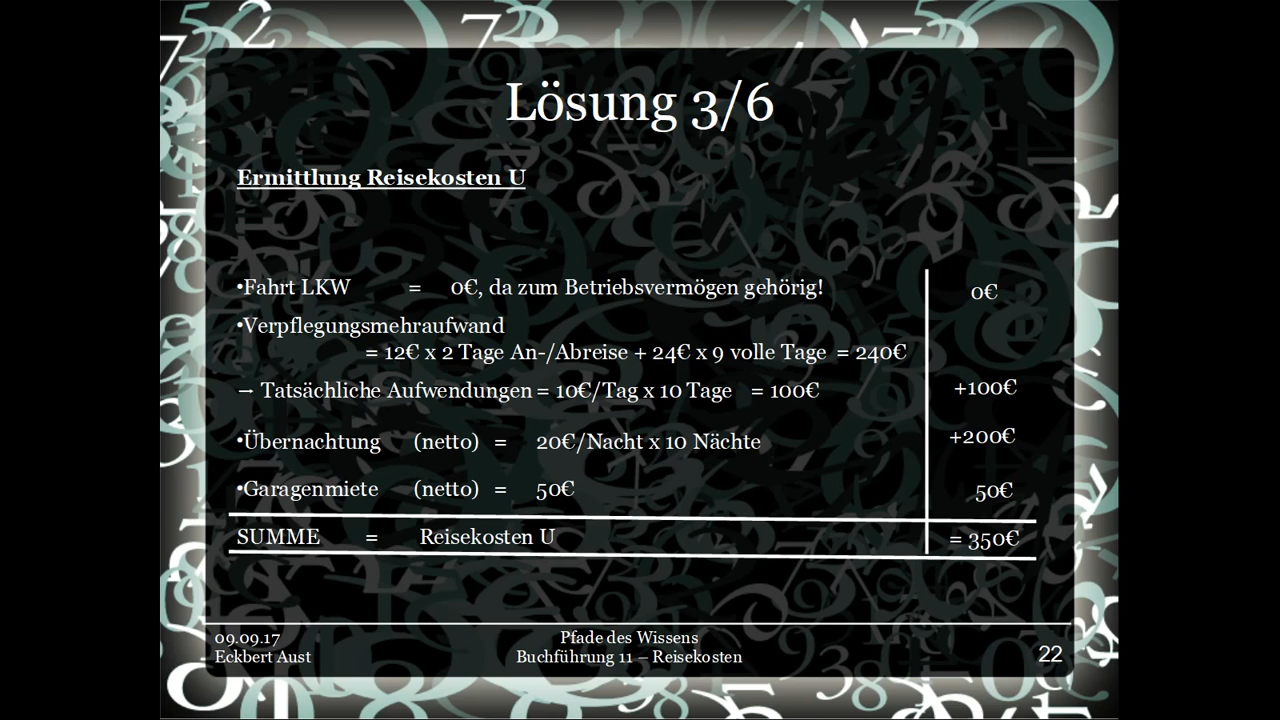 Lösung 3/6
Ermittlung Reisekosten U
•Fahrt LKW = 0€, da zum Betriebsvermögen gehörig! 0€
•Verpflegungsmehraufwand
= 12€ x 2 Tage An-/Abreise + 24€ x 9 volle Tage = 240€
→ Tatsächliche Aufwendungen = 10€/Tag x 10 Tage = 100€ +100€
•Übernachtung (netto) = 20€/Nacht x 10 Nächte +200€
•Garagenmiete (netto) = 50€ 50€
SUMME = Reisekosten U = 350€
09.09.17 Pfade des Wissens
Eckbert Aust Buchführung 11 – Reisekosten 22